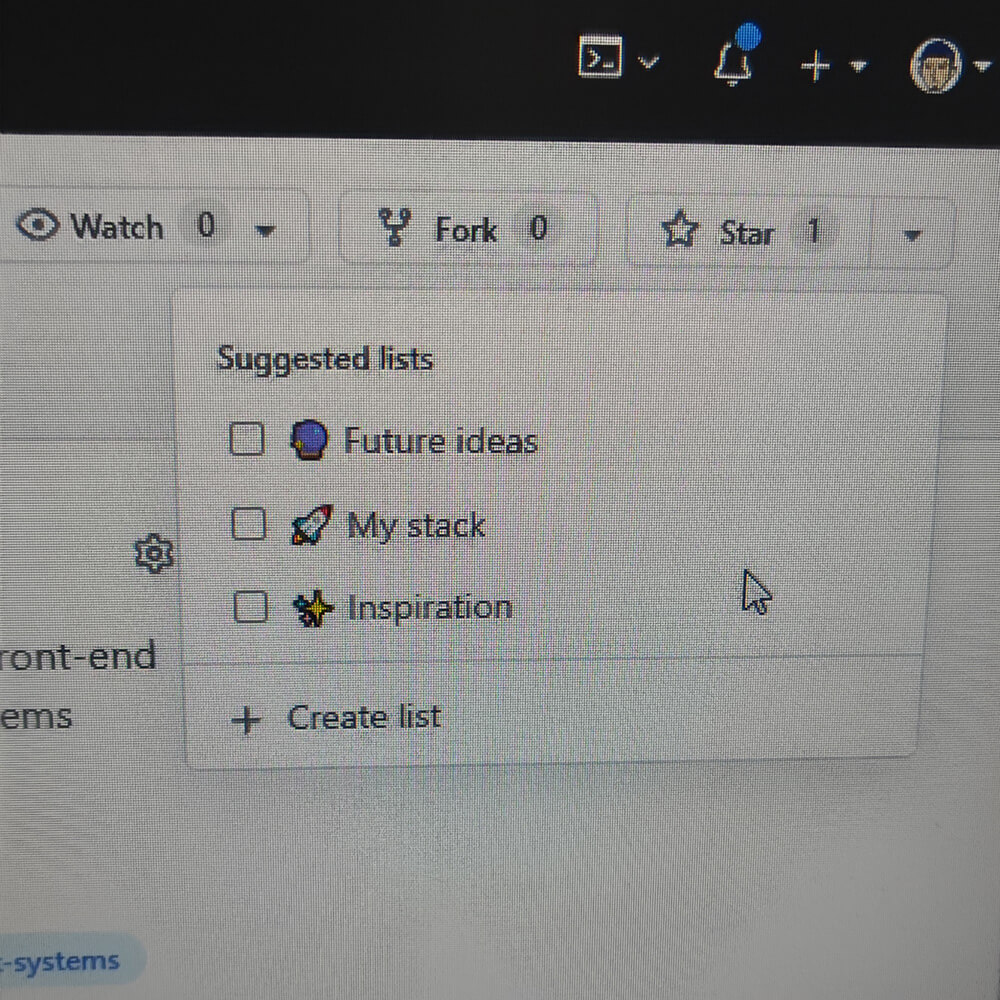 Watch 0
Fork 0
Star 1
Suggested lists
Future ideas
My stack
Inspiration
ront-end
ems
+ Create list
-systems